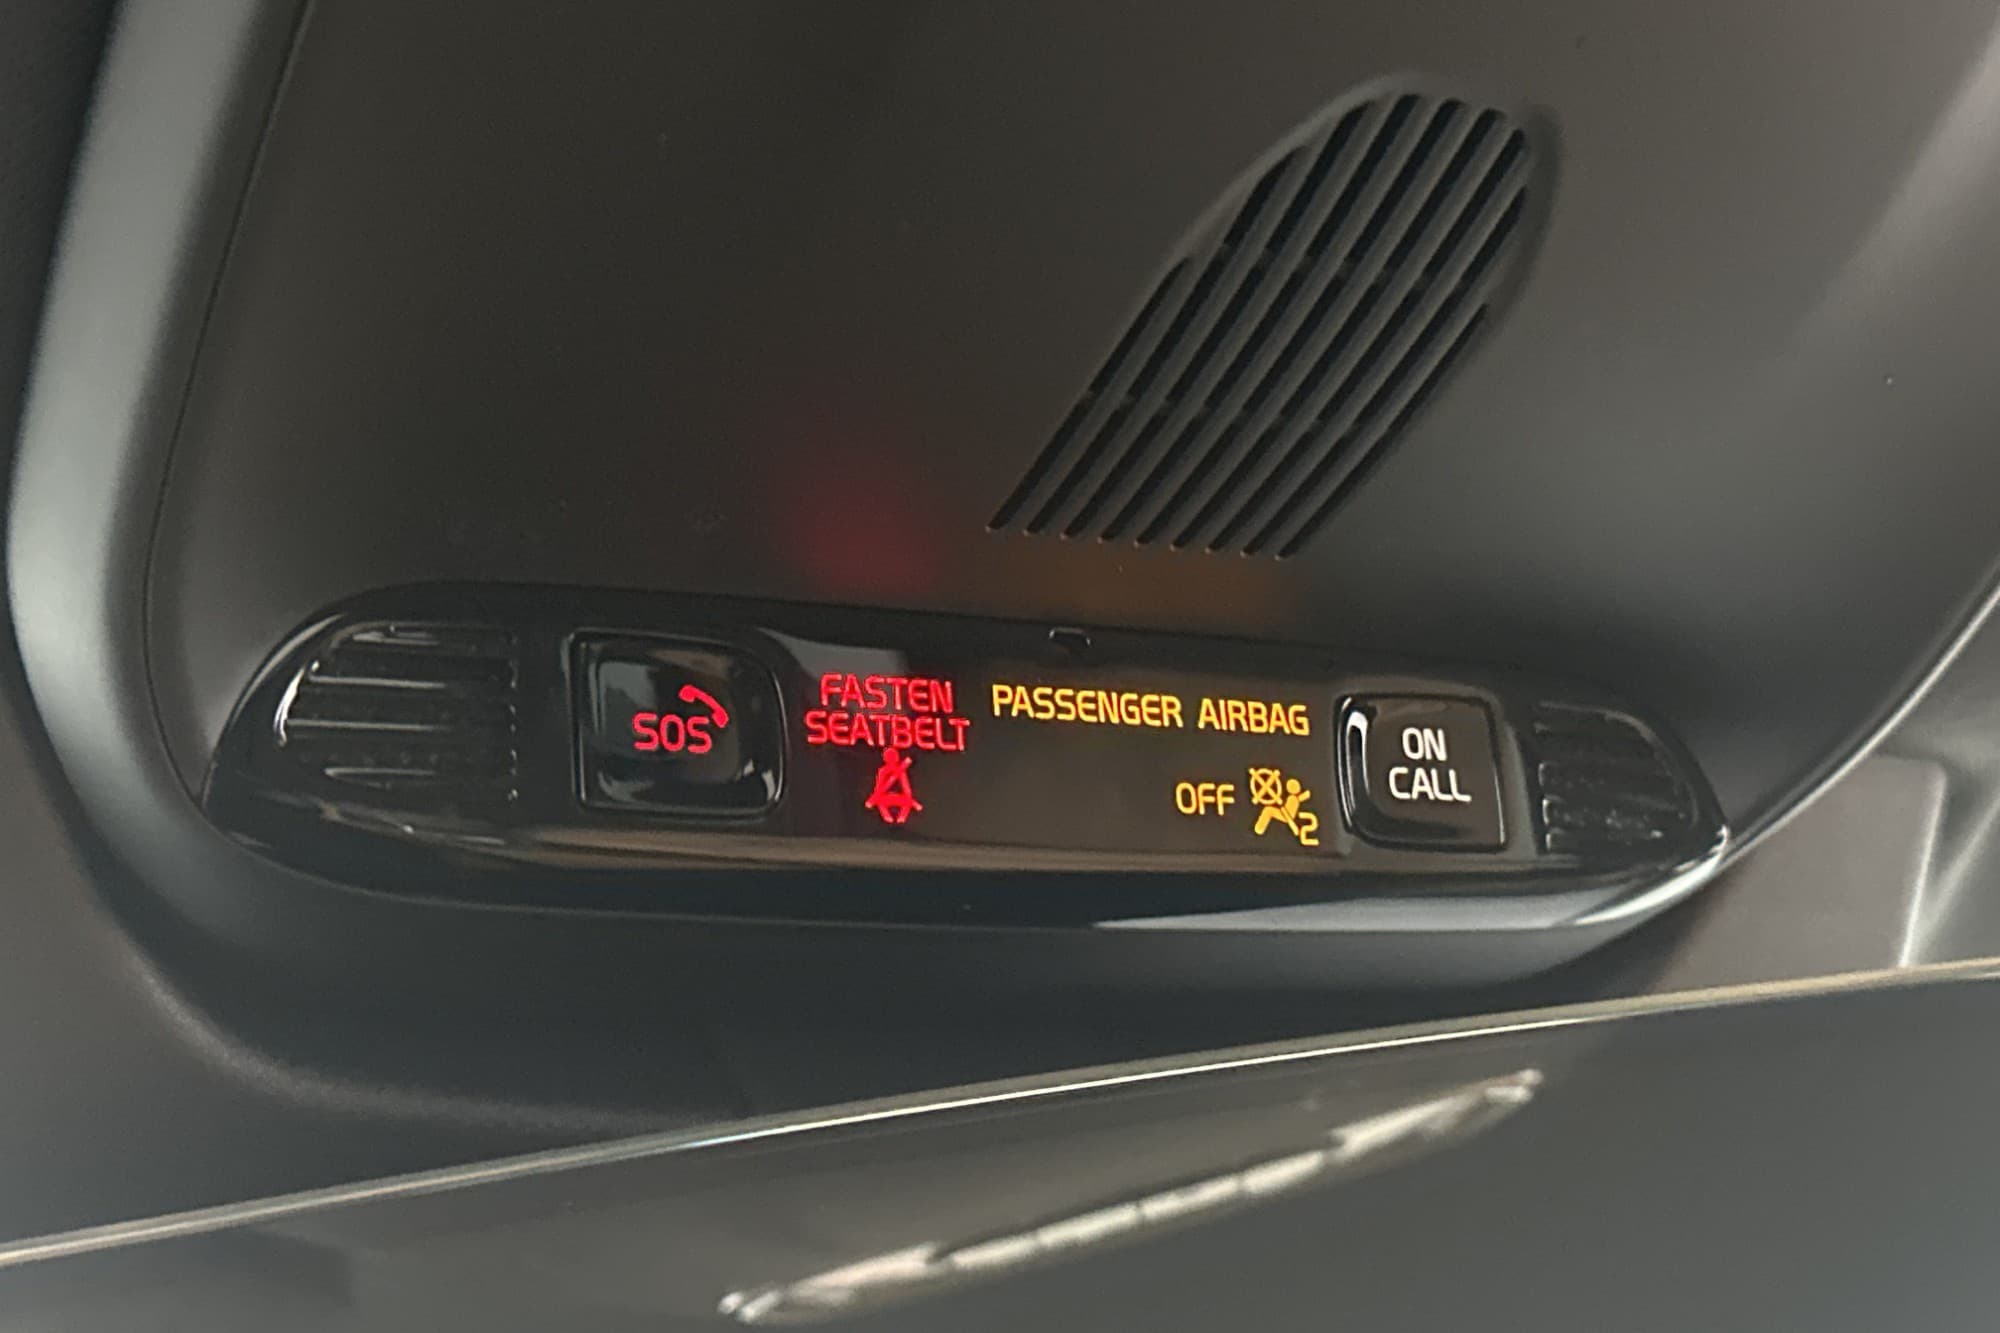 SOS
FASTEN
SEATBELT
PASSENGER AIRBAG
OFF 2
ON
CALL